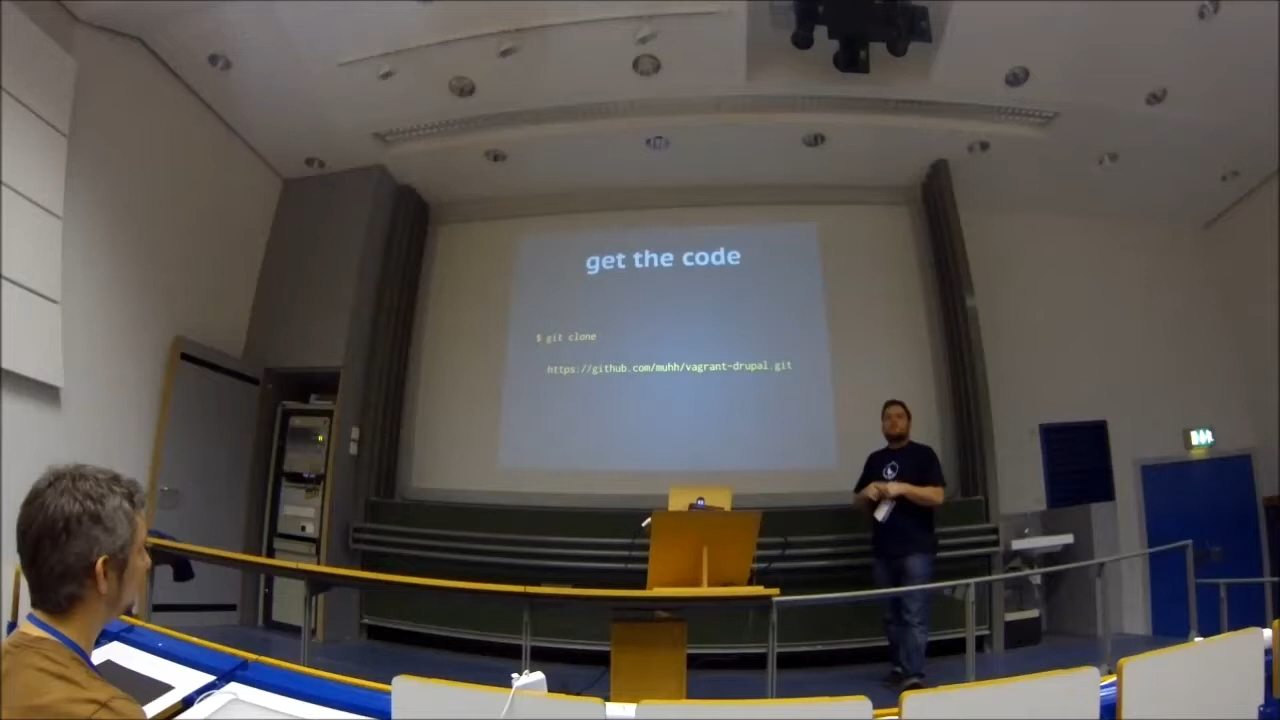 get the code
$ git clone
https://github.com/muhh/vagrant-drupal.git